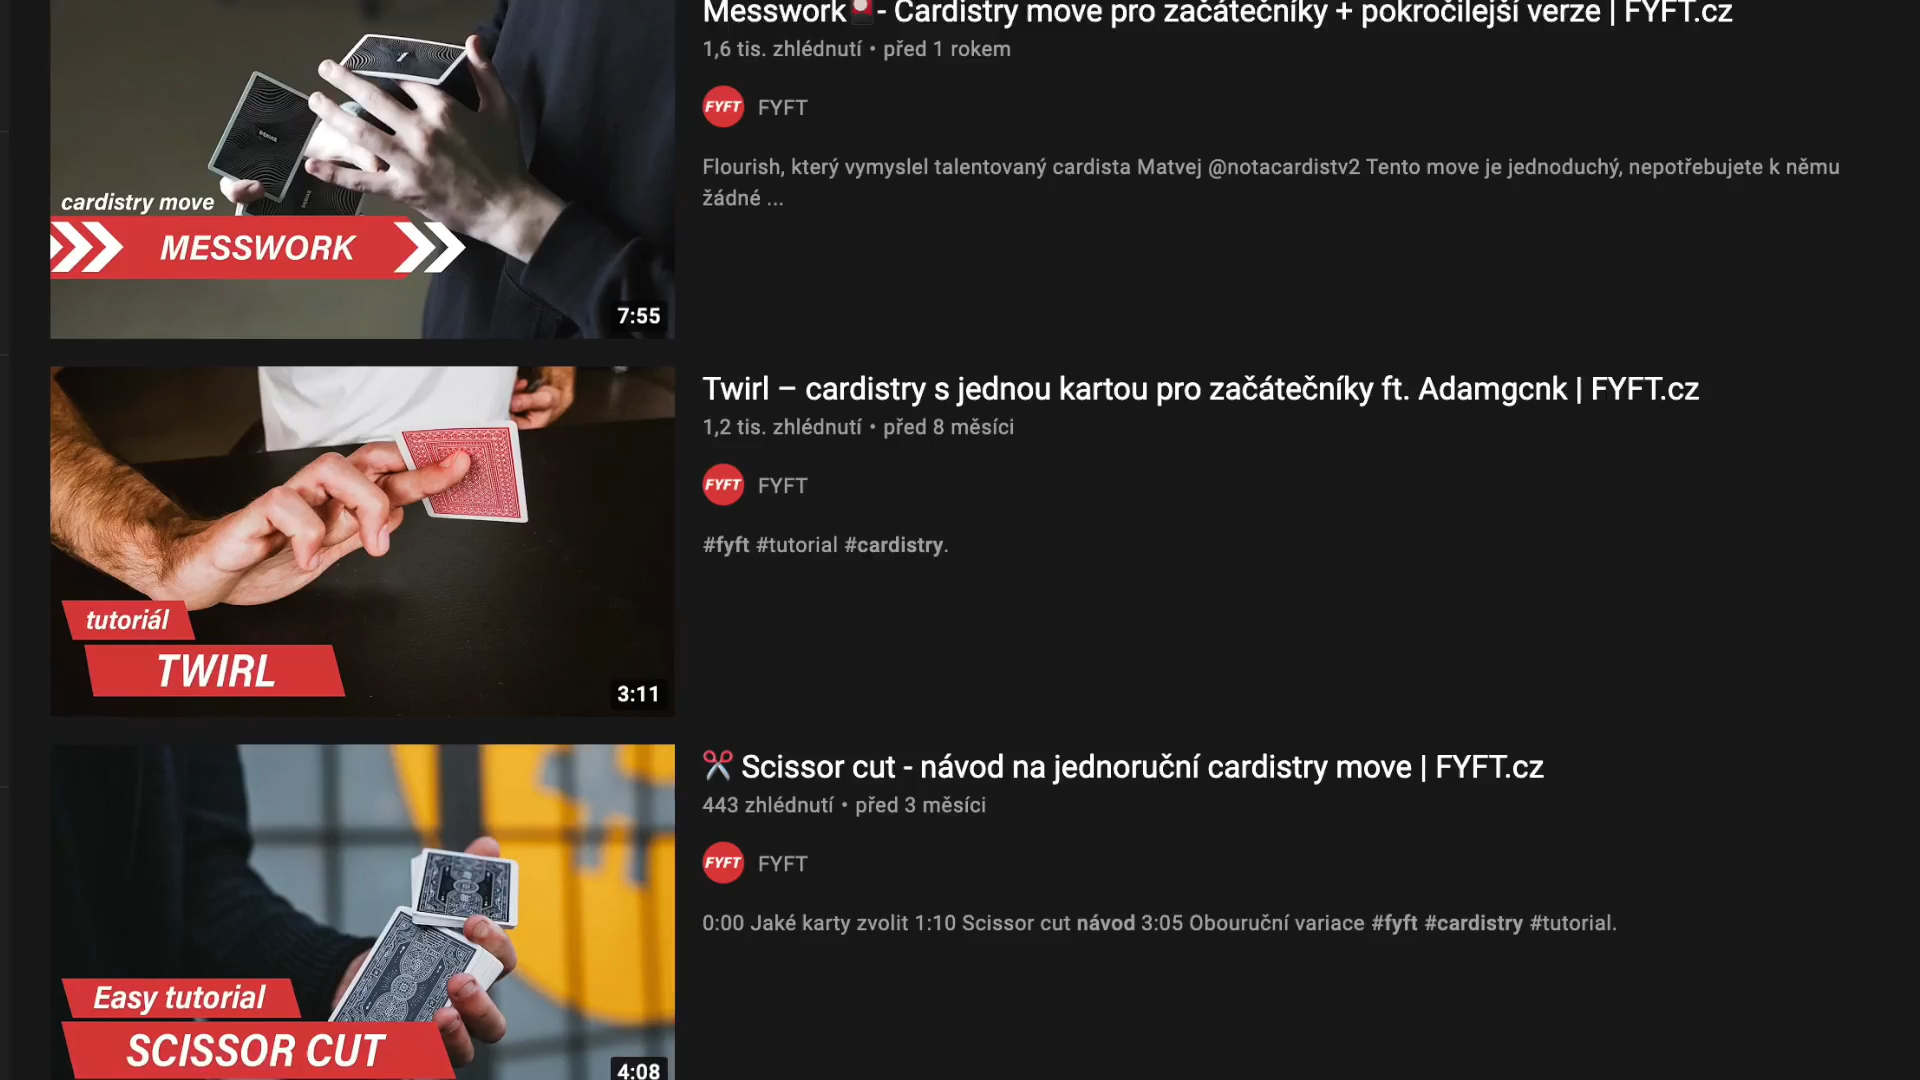 Messwork🎴- Cardistry move pro začátečníky + pokročilejší verze | FYFT.cz
1,6 tis. zhlédnutí • před 1 rokem
FYFT FYFT
Flourish, který vymyslel talentovaný cardista Matvej @notacardistv2 Tento move je jednoduchý, nepotřebujete k němu
žádné ...
cardistry move
MESSWORK
7:55
Twirl – cardistry s jednou kartou pro začátečníky ft. Adamgcnk | FYFT.cz
1,2 tis. zhlédnutí • před 8 měsíci
FYFT FYFT
#fyft #tutorial #cardistry.
tutoriál
TWIRL
3:11
✂️ Scissor cut - návod na jednoruční cardistry move | FYFT.cz
443 zhlédnutí • před 3 měsíci
FYFT FYFT
0:00 Jaké karty zvolit 1:10 Scissor cut návod 3:05 Obouruční variace #fyft #cardistry #tutorial.
Easy tutorial
SCISSOR CUT
4:08